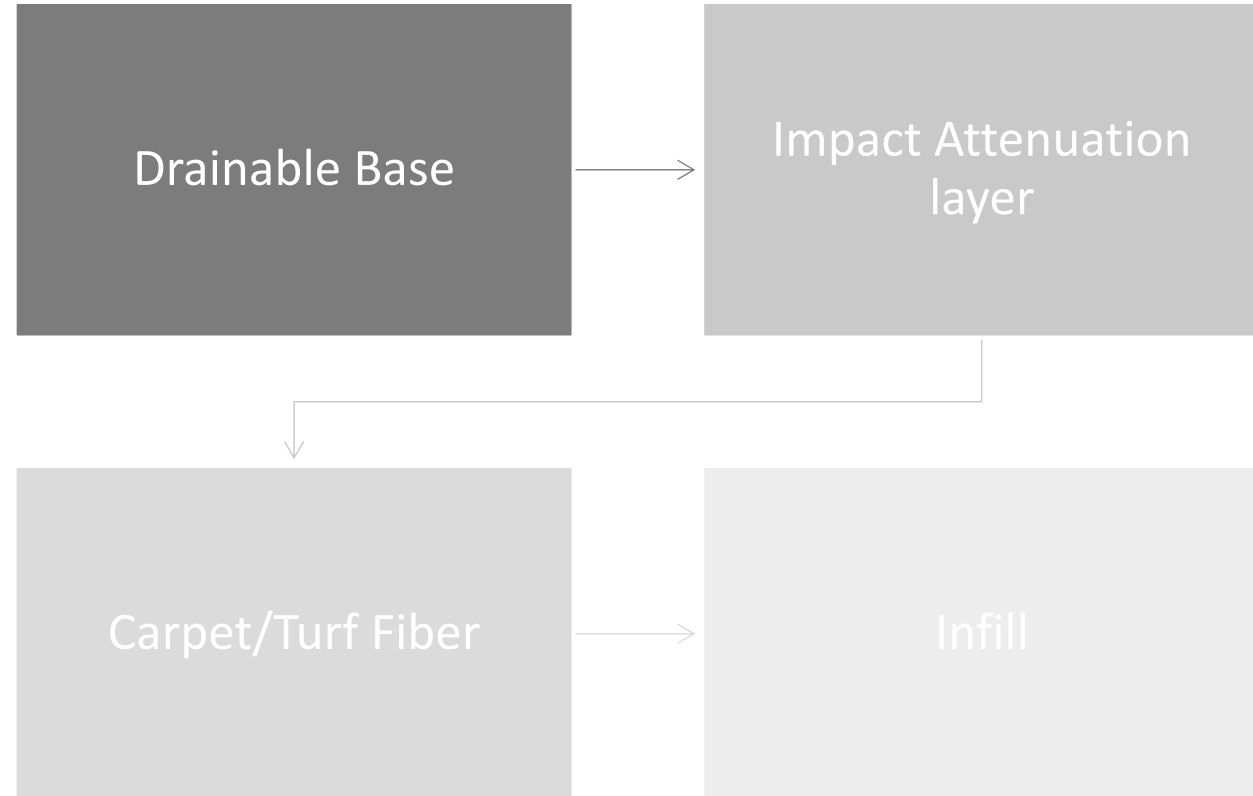 Drainable Base
Impact Attenuation
layer
Carpet/Turf Fiber
Infill